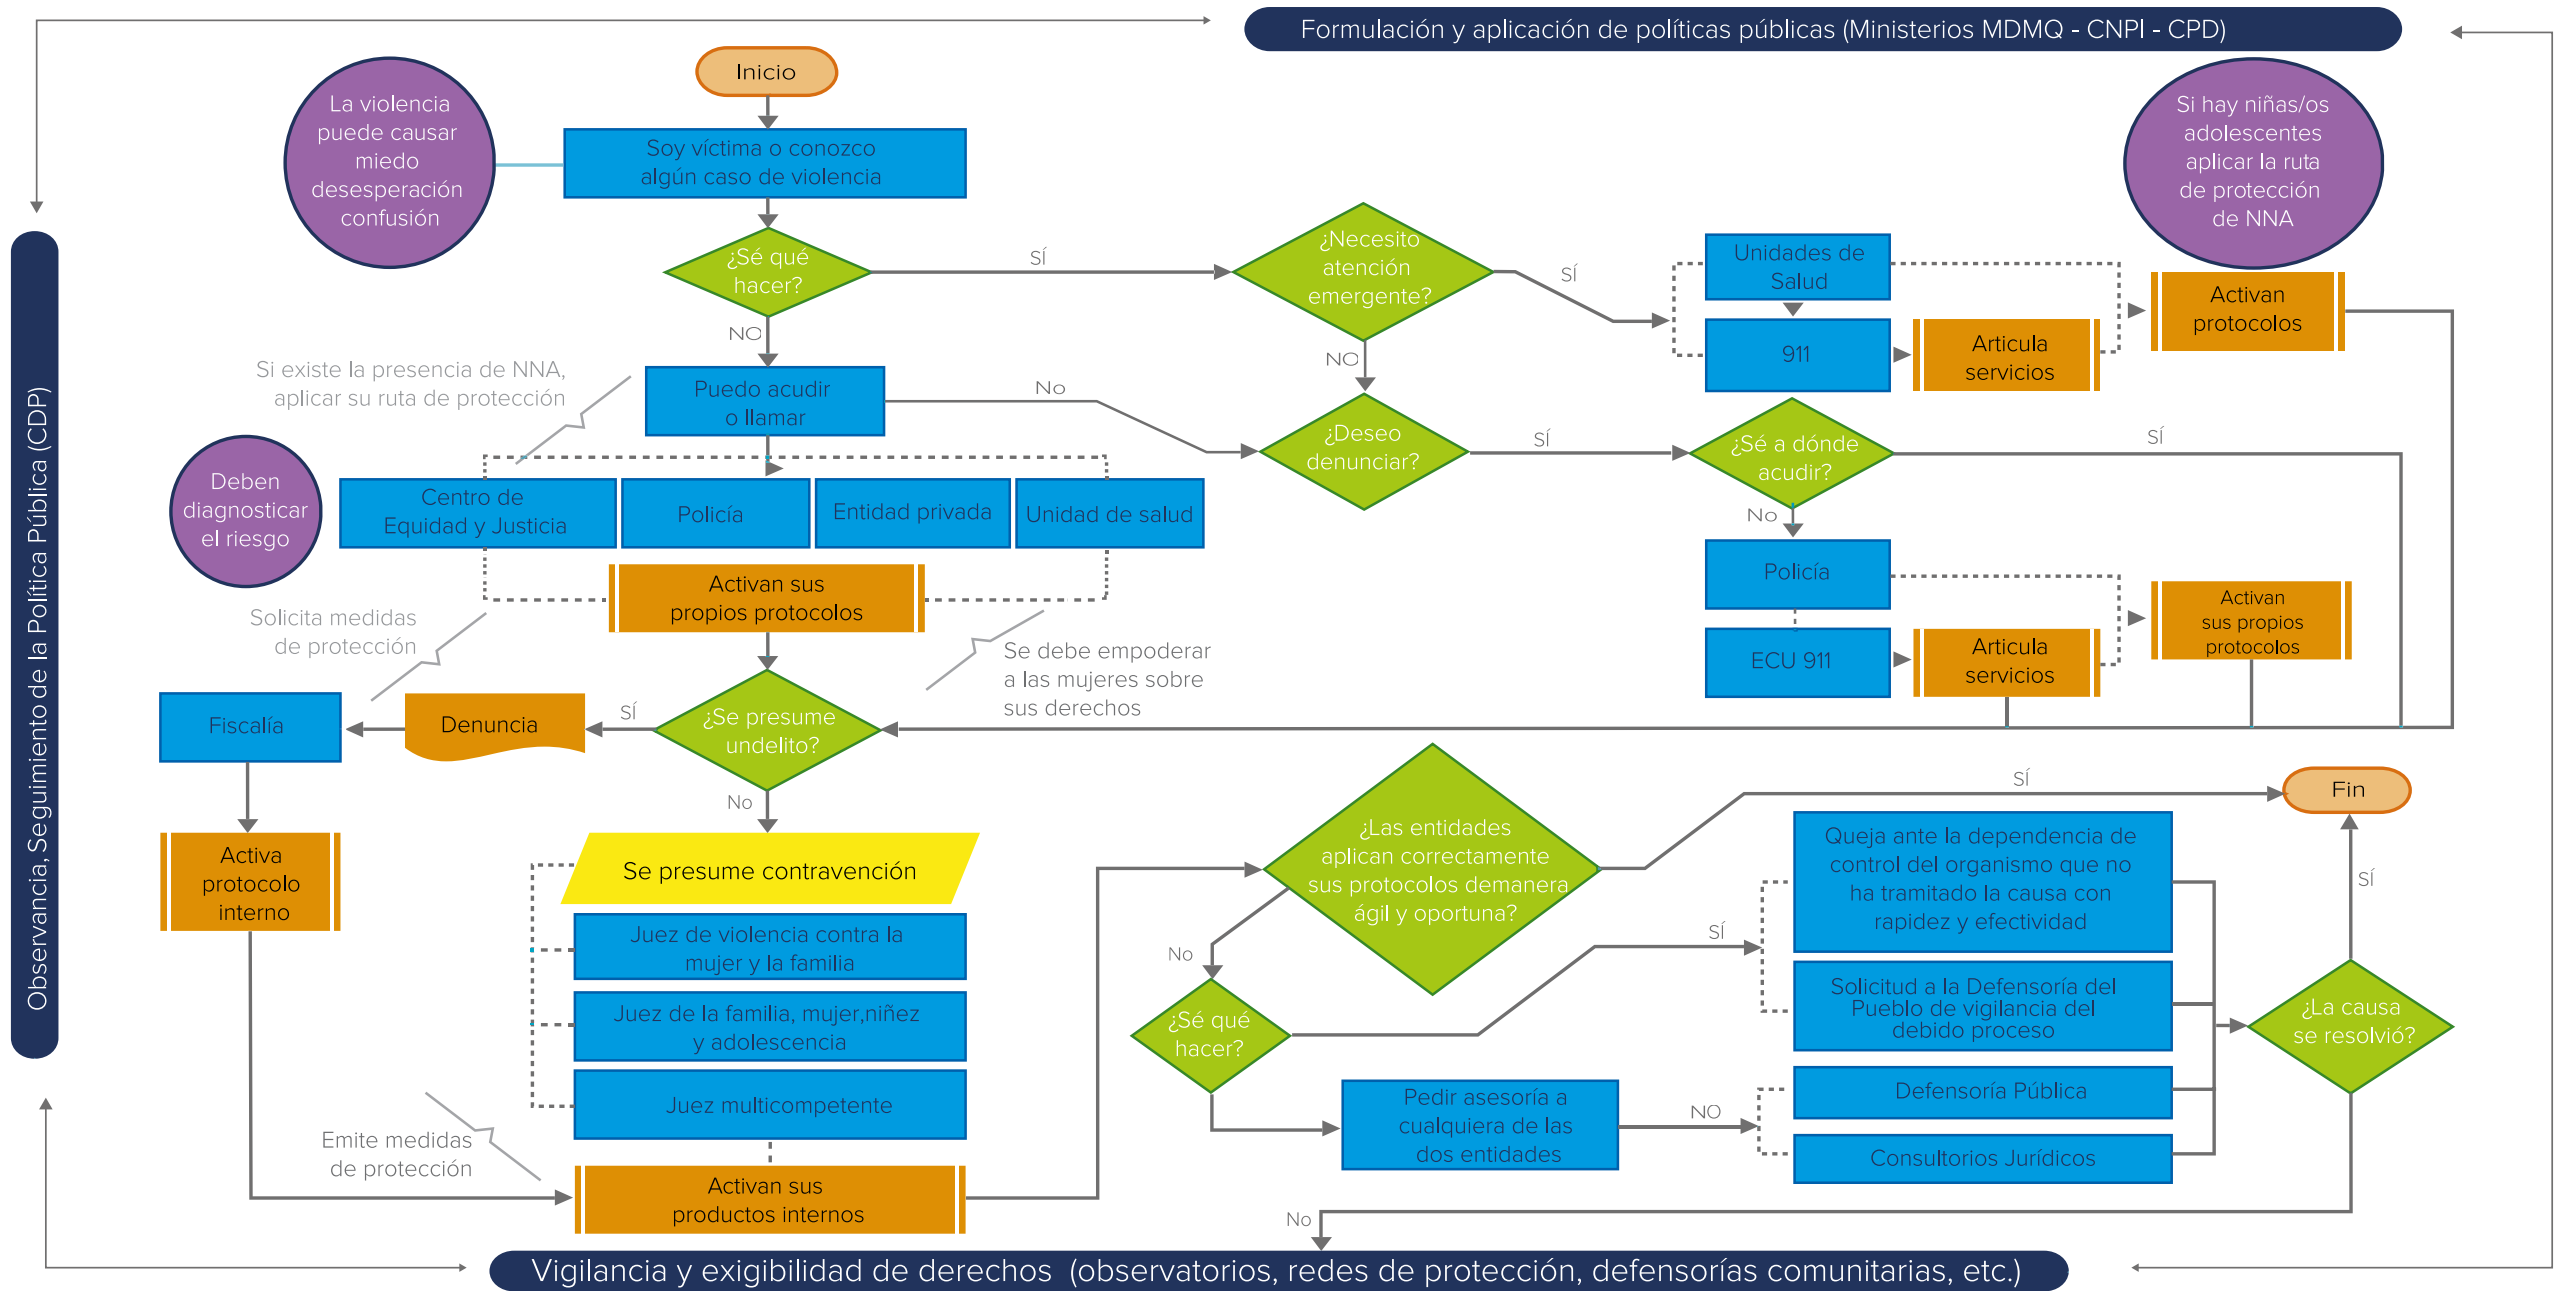 Formulación y aplicación de políticas públicas (Ministerios MDMQ - CNPI - CPD)
Observancia, Seguimiento de la Política Pública (CDP)
Inicio
La violencia
puede causar
miedo
desesperación
confusión
Soy víctima o conozco
algún caso de violencia
Si hay niñas/os
adolescentes
aplicar la ruta
de protección
de NNA
¿Sé qué
hacer?
SÍ
¿Necesito
atención
emergente?
SÍ
Unidades de
Salud
911
Articula
servicios
Activan
protocolos
NO
NO
Si existe la presencia de NNA,
aplicar su ruta de protección
Puedo acudir
o llamar
No
¿Deseo
denunciar?
SÍ
¿Sé a dónde
acudir?
SÍ
Deben
diagnosticar
el riesgo
Centro de
Equidad y Justicia
Policía
Entidad privada
Unidad de salud
No
Policía
ECU 911
Articula
servicios
Activan
sus propios
protocolos
Activan sus
propios protocolos
Solicita medidas
de protección
Se debe empoderar
a las mujeres sobre
sus derechos
Fiscalía
Denuncia
SÍ
¿Se presume
undelito?
No
Activa
protocolo
interno
Se presume contravención
Juez de violencia contra la
mujer y la familia
Juez de la familia, mujer,niñez
y adolescencia
Juez multicompetente
Emite medidas
de protección
Activan sus
productos internos
¿Las entidades
aplican correctamente
sus protocolos demanera
ágil y oportuna?
SÍ
Fin
No
¿Sé qué
hacer?
SÍ
Queja ante la dependencia de
control del organismo que no
ha tramitado la causa con
rapidez y efectividad
Solicitud a la Defensoría del
Pueblo de vigilancia del
debido proceso
SÍ
¿La causa
se resolvió?
Pedir asesoría a
cualquiera de las
dos entidades
NO
Defensoría Pública
Consultorios Jurídicos
No
Vigilancia y exigibilidad de derechos (observatorios, redes de protección, defensorías comunitarias, etc.)